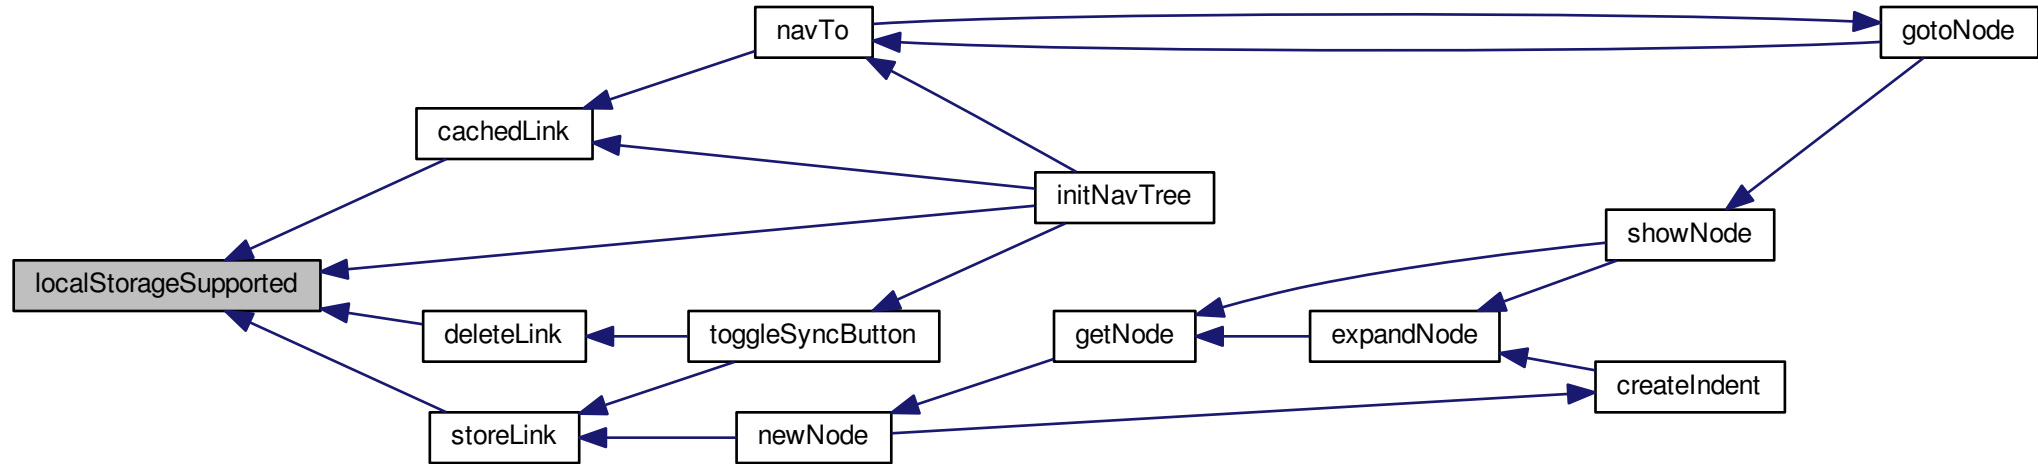 navTo
gotoNode
cachedLink
initNavTree
showNode
localStorageSupported
deleteLink
toggleSyncButton
getNode
expandNode
createIndent
storeLink
newNode